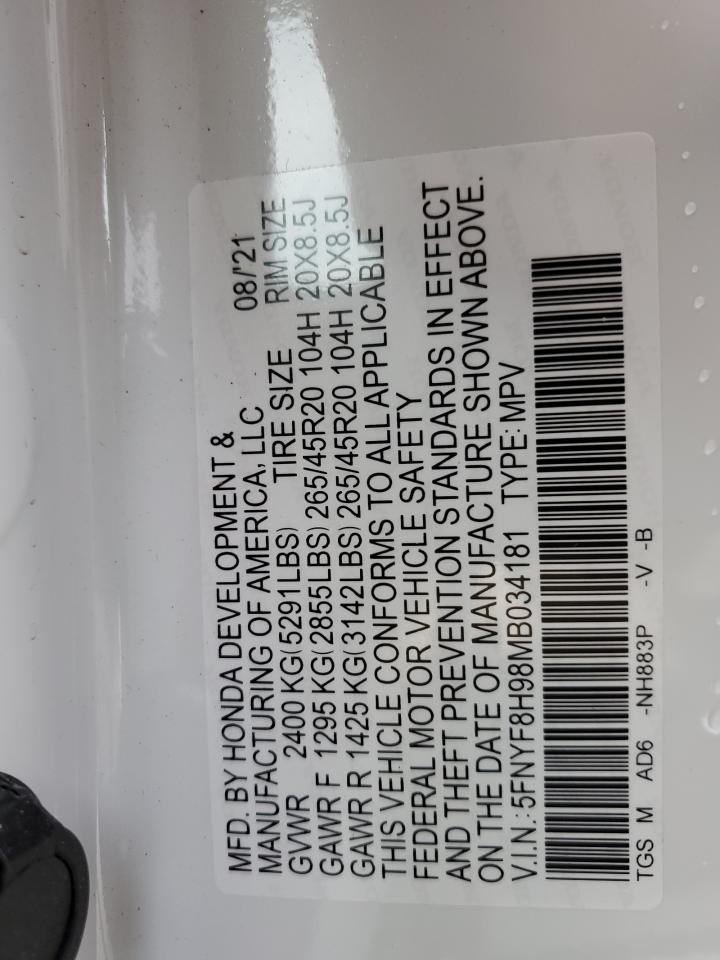 MFD. BY HONDA DEVELOPMENT &
MANUFACTURING OF AMERICA, LLC 08/'21
GVWR 2400 KG(5291LBS) TIRE SIZE RIM SIZE
GAWR F 1295 KG(2855LBS) 265/45R20 104H 20X8.5J
GAWR R 1425 KG(3142LBS) 265/45R20 104H 20X8.5J
THIS VEHICLE CONFORMS TO ALL APPLICABLE
FEDERAL MOTOR VEHICLE SAFETY
AND THEFT PREVENTION STANDARDS IN EFFECT
ON THE DATE OF MANUFACTURE SHOWN ABOVE.
V.I.N.: 5FNYF8H98MB034181 TYPE: MPV
TGS M AD6 -NH883P -V -B